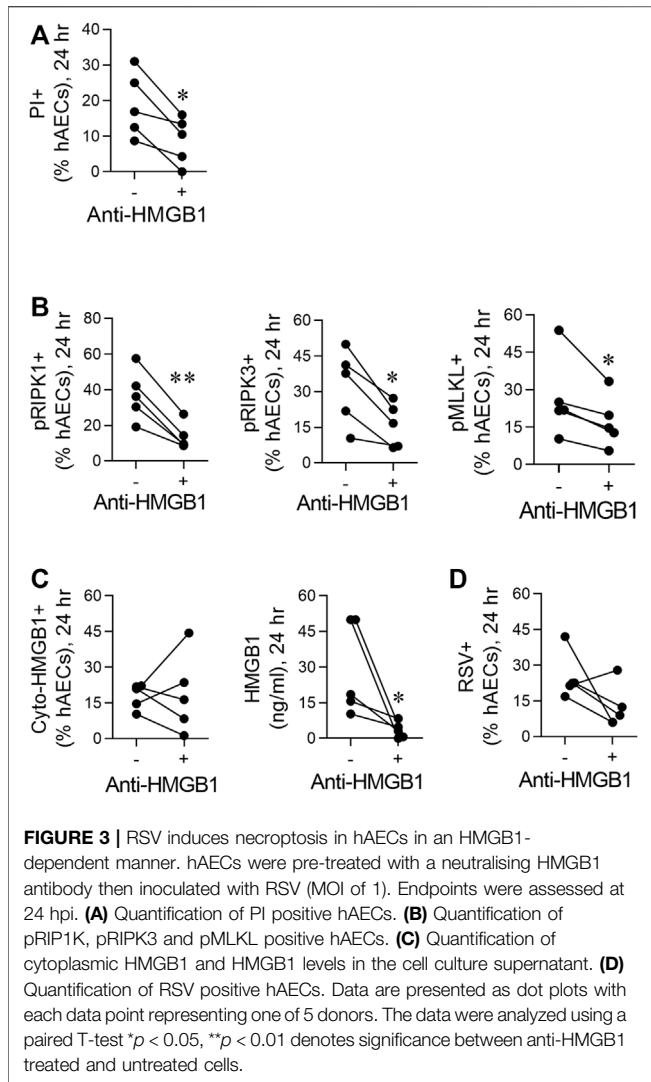 A
PI+
(% hAECs), 24 hr
40
30
20
10
0
*
- +
Anti-HMGB1
B
pRIPK1+
(% hAECs), 24 hr
80
60
40
20
0
**
- +
Anti-HMGB1
pRIPK3+
(% hAECs), 24 hr
60
45
30
15
0
*
- +
Anti-HMGB1
pMLKL+
(% hAECs), 24 hr
60
45
30
15
0
*
- +
Anti-HMGB1
C
Cyto-HMGB1+
(% hAECs), 24 hr
60
45
30
15
0
- +
Anti-HMGB1
HMGB1
(ng/ml), 24 hr
60
45
30
15
0
*
- +
Anti-HMGB1
D
RSV+
(% hAECs), 24 hr
60
45
30
15
0
- +
Anti-HMGB1
FIGURE 3 | RSV induces necroptosis in hAECs in an HMGB1-
dependent manner. hAECs were pre-treated with a neutralising HMGB1
antibody then inoculated with RSV (MOI of 1). Endpoints were assessed at
24 hpi. (A) Quantification of PI positive hAECs. (B) Quantification of
pRIP1K, pRIPK3 and pMLKL positive hAECs. (C) Quantification of
cytoplasmic HMGB1 and HMGB1 levels in the cell culture supernatant. (D)
Quantification of RSV positive hAECs. Data are presented as dot plots with
each data point representing one of 5 donors. The data were analyzed using a
paired T-test *p < 0.05, **p < 0.01 denotes significance between anti-HMGB1
treated and untreated cells.